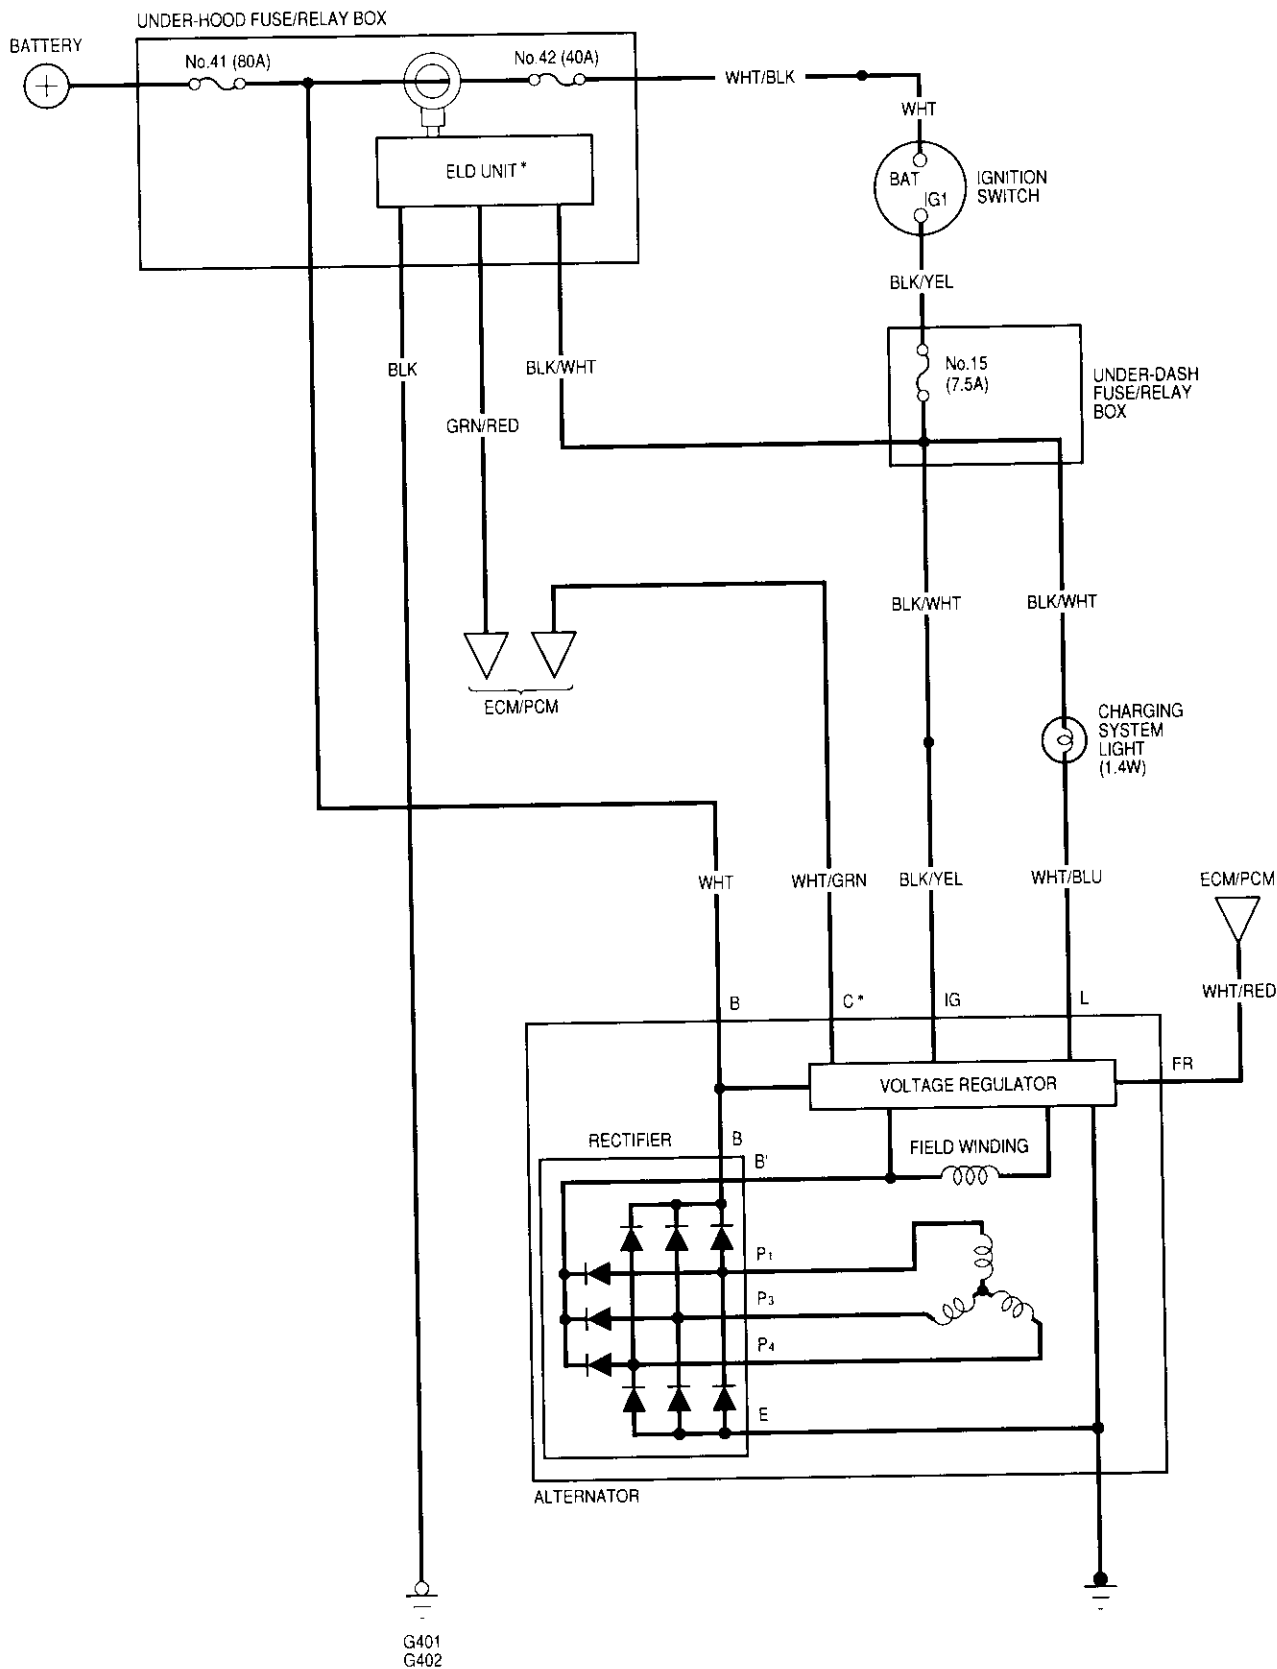 UNDER-HOOD FUSE/RELAY BOX
BATTERY
No.41 (80A)
No.42 (40A)
WHT/BLK
WHT
BAT
IG1
IGNITION
SWITCH
ELD UNIT*
BLK/YEL
BLK
BLK/WHT
GRN/RED
No.15
(7.5A)
UNDER-DASH
FUSE/RELAY
BOX
BLK/WHT
BLK/WHT
ECM/PCM
CHARGING
SYSTEM
LIGHT
(1.4W)
WHT
WHT/GRN
BLK/YEL
WHT/BLU
ECM/PCM
WHT/RED
B
C*
IG
L
FR
VOLTAGE REGULATOR
RECTIFIER
B
FIELD WINDING
B'
P1
P3
P4
E
ALTERNATOR
G401
G402